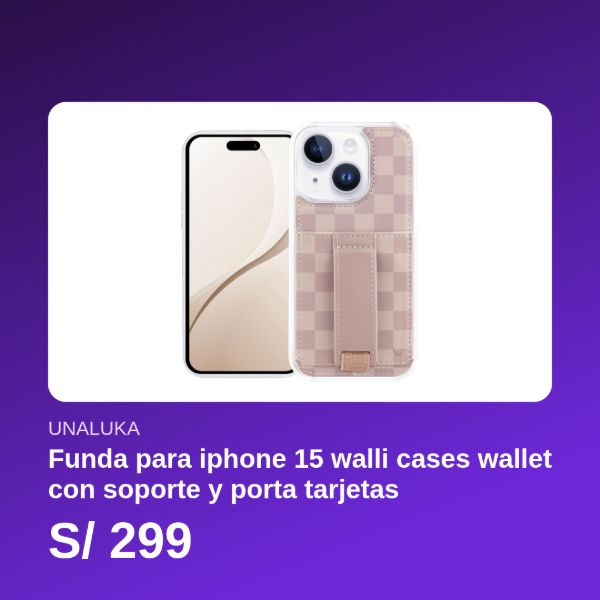 UNALUKA
Funda para iphone 15 walli cases wallet
con soporte y porta tarjetas
S/ 299